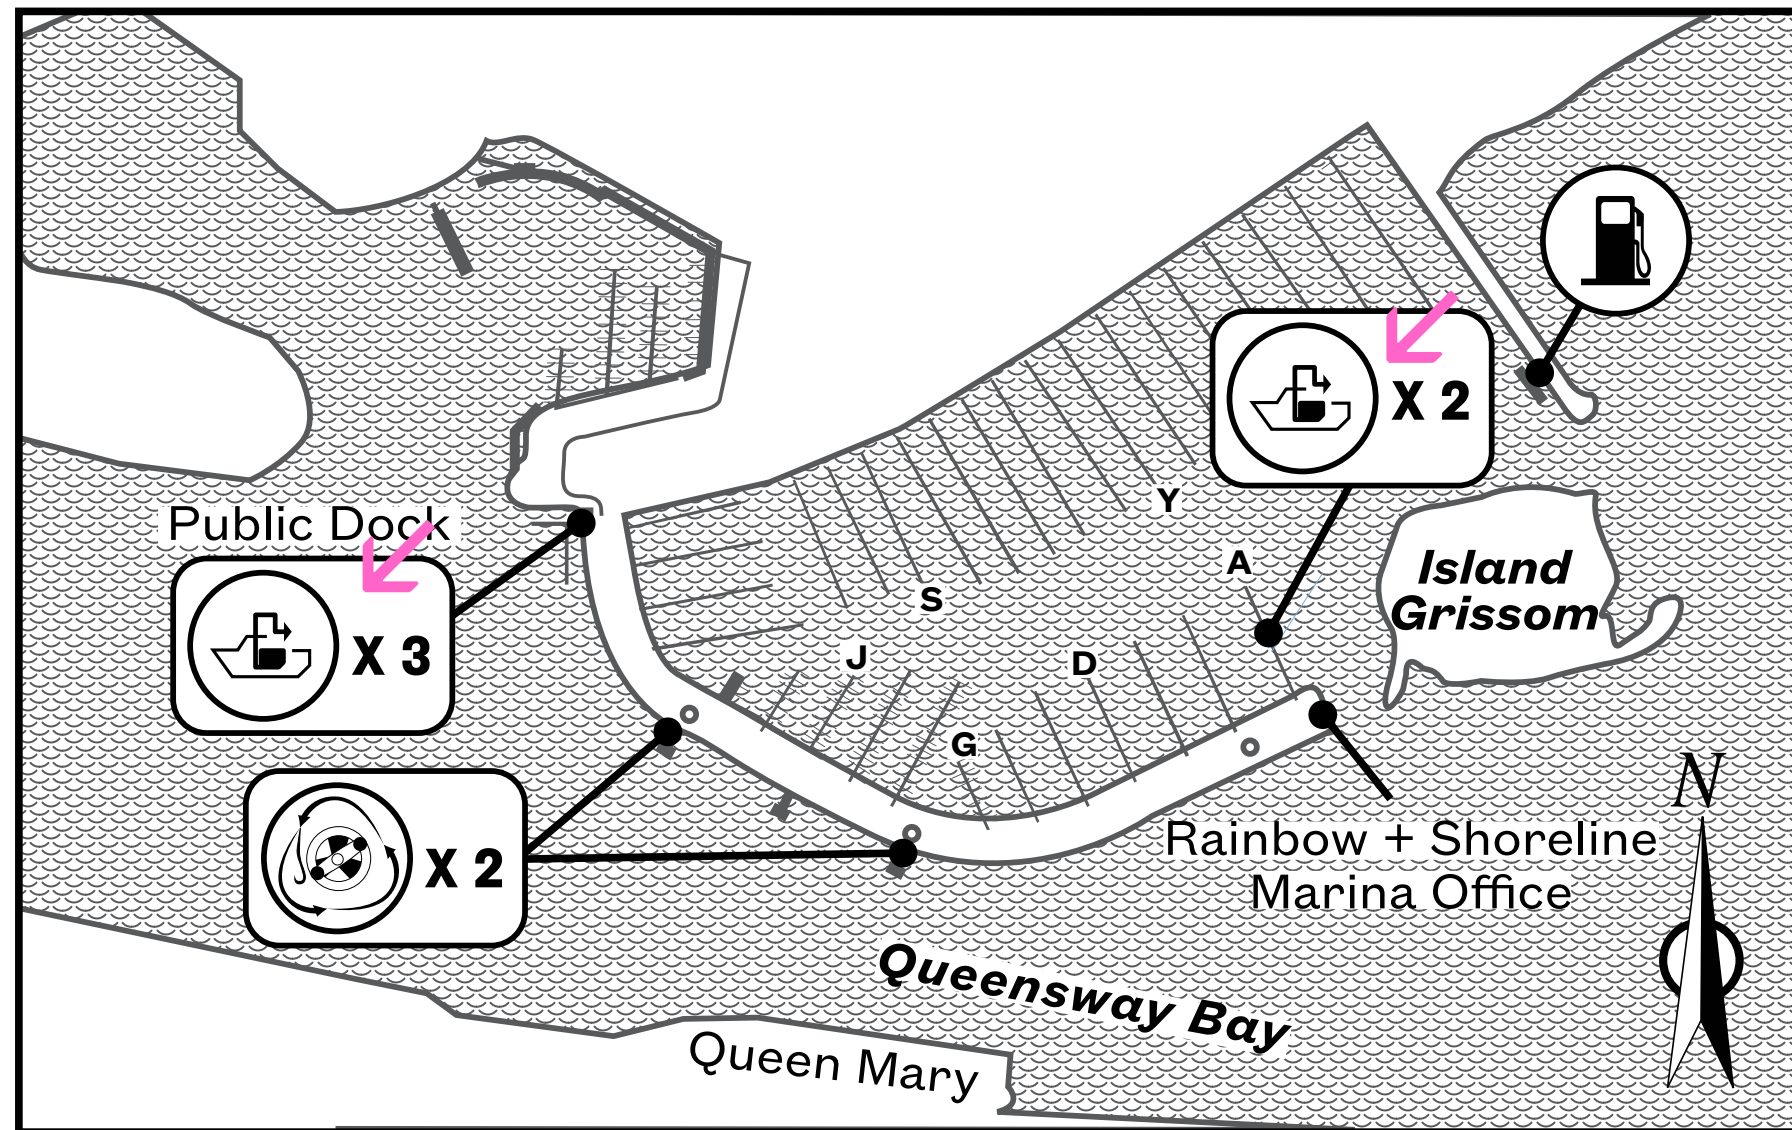 X 2
Public Dock
Y
A
Island
Grissom
S
X 3
J
D
G
N
Rainbow + Shoreline
Marina Office
X 2
Queensway Bay
Queen Mary